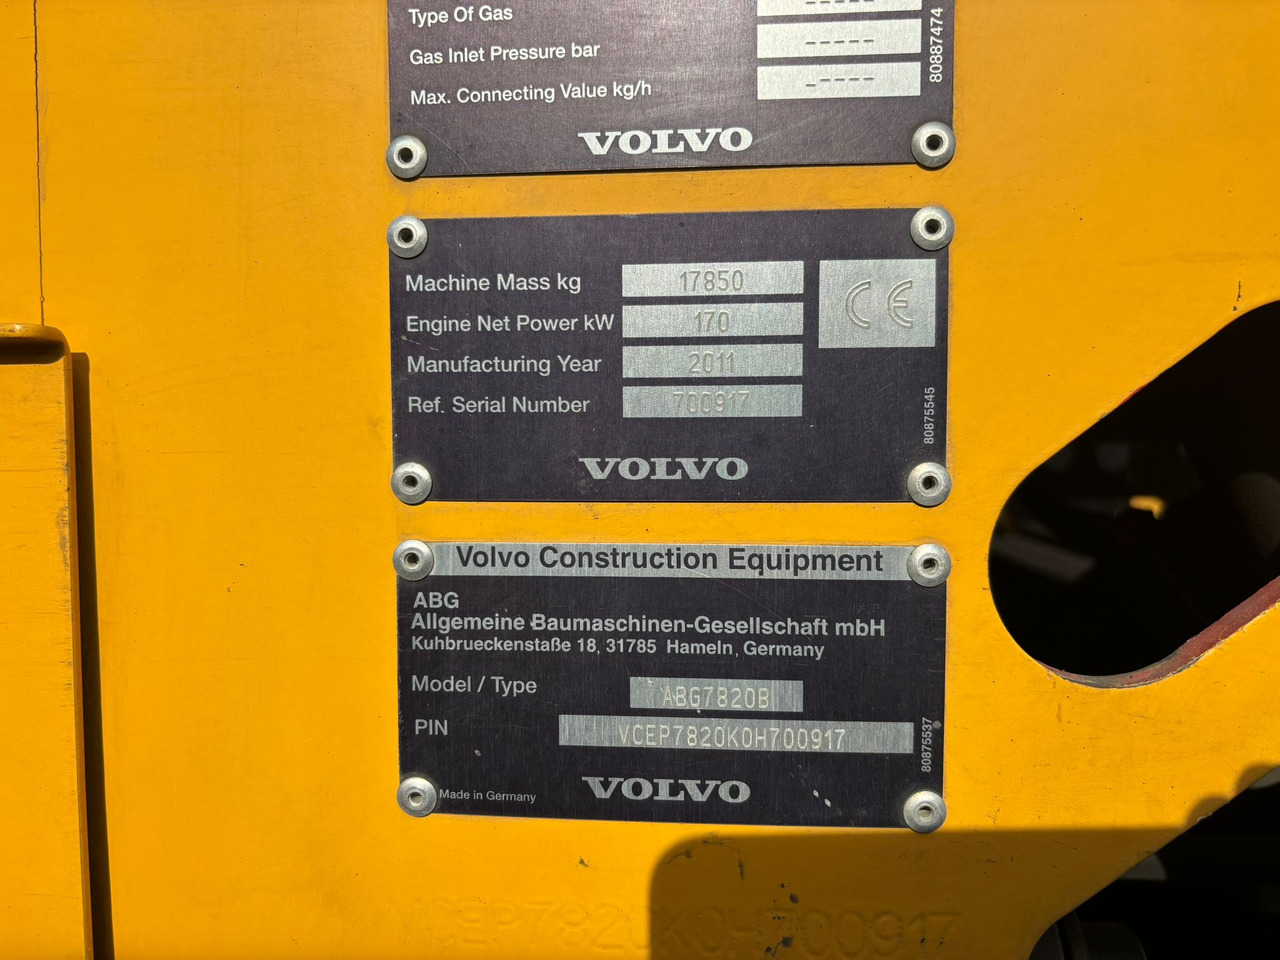 Type Of Gas -----
Gas Inlet Pressure bar -----
Max. Connecting Value kg/h -----
80887474
VOLVO
Machine Mass kg 17850
Engine Net Power kW 170
Manufacturing Year 2011
Ref. Serial Number 700917
CE
80875545
VOLVO
Volvo Construction Equipment
ABG
Allgemeine Baumaschinen-Gesellschaft mbH
Kuhbrueckenstaße 18, 31785 Hameln, Germany
Model / Type ABG7820B
PIN VCEP7820K0H700917
80875537
VOLVO
Made in Germany
VCEP7820K0H700917